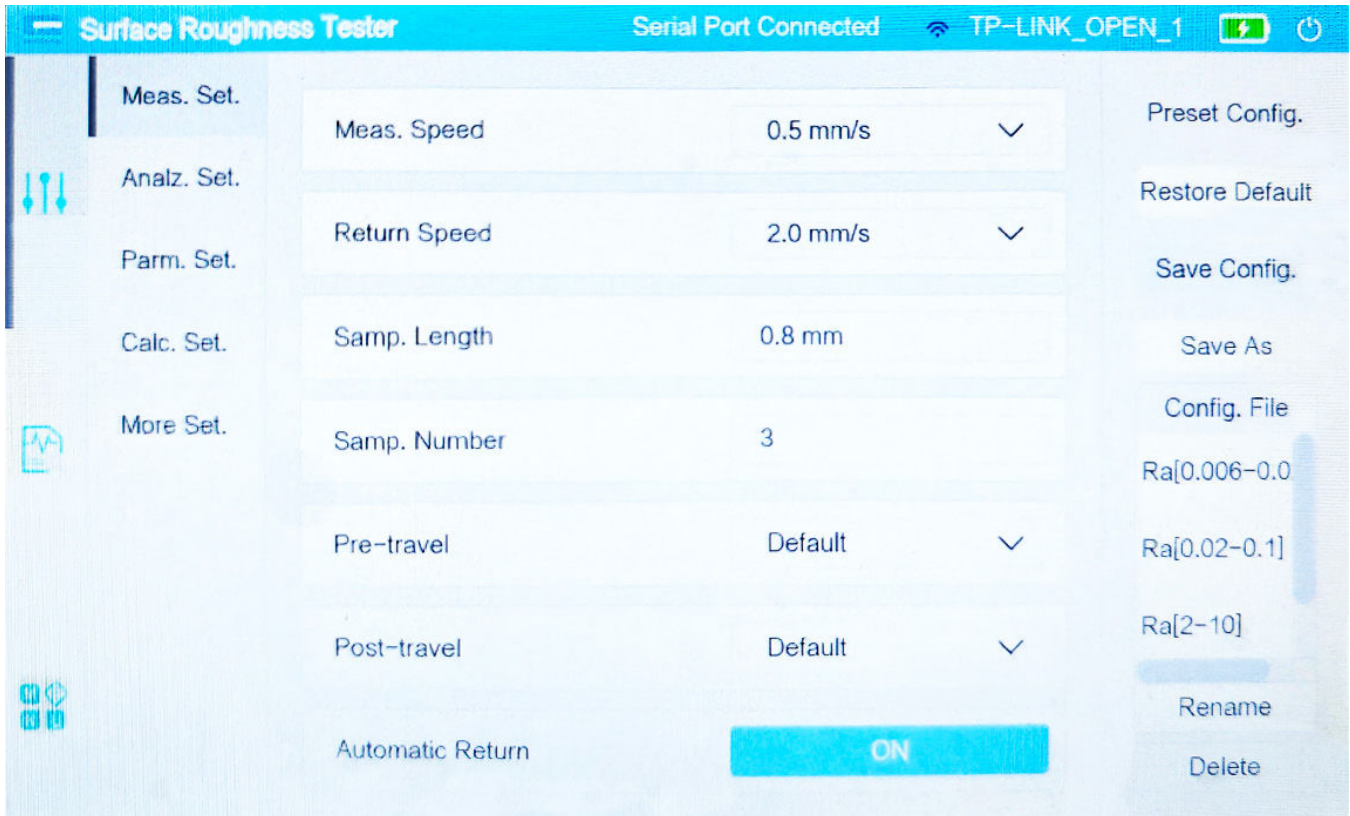 Surface Roughness Tester
Serial Port Connected
TP-LINK_OPEN_1
Meas. Set.
Analz. Set.
Parm. Set.
Calc. Set.
More Set.
Meas. Speed 0.5 mm/s
Return Speed 2.0 mm/s
Samp. Length 0.8 mm
Samp. Number 3
Pre-travel Default
Post-travel Default
Automatic Return ON
Preset Config.
Restore Default
Save Config.
Save As
Config. File
Ra[0.006-0.0
Ra[0.02-0.1]
Ra[2-10]
Rename
Delete